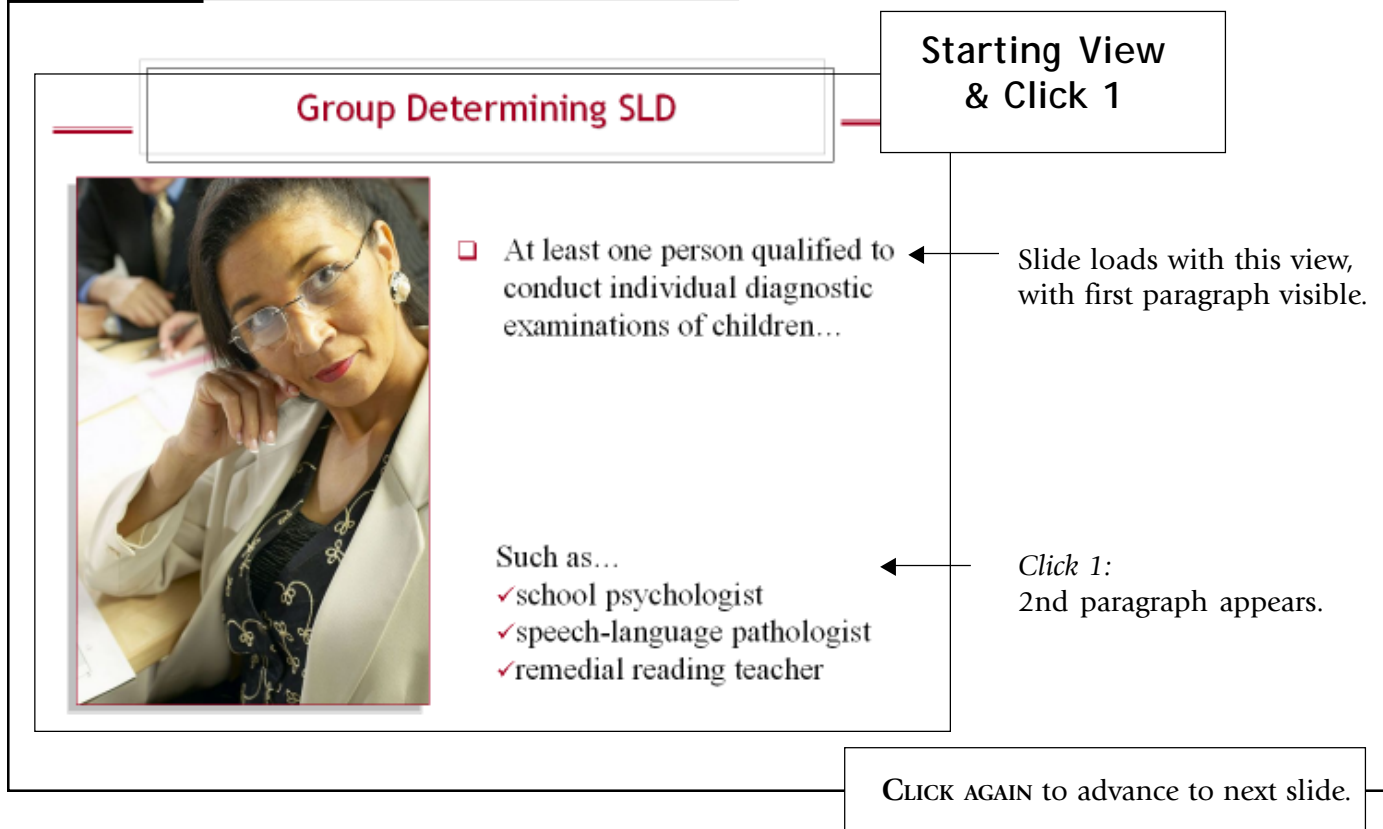 Starting View
& Click 1
Group Determining SLD
❑ At least one person qualified to
conduct individual diagnostic
examinations of children…
Slide loads with this view,
with first paragraph visible.
Such as…
✓school psychologist
✓speech-language pathologist
✓remedial reading teacher
Click 1:
2nd paragraph appears.
CLICK AGAIN to advance to next slide.